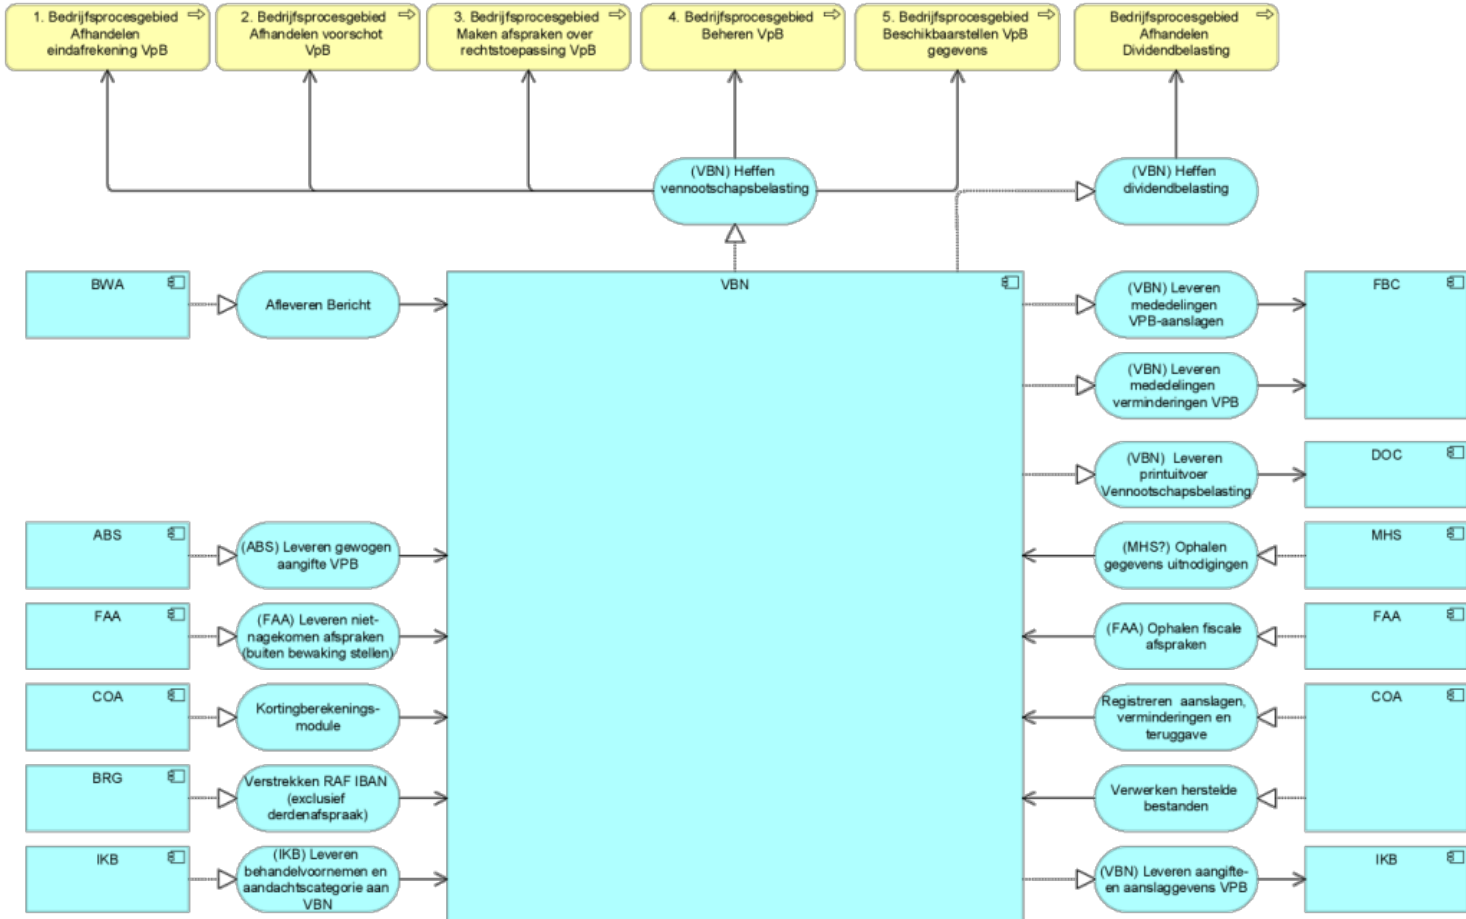 1. Bedrijfsprocesgebied
Afhandelen
eindafrekening VpB
2. Bedrijfsprocesgebied
Afhandelen voorschot
VpB
3. Bedrijfsprocesgebied
Maken afspraken over
rechtstoepassing VpB
4. Bedrijfsprocesgebied
Beheren VpB
5. Bedrijfsprocesgebied
Beschikbaarstellen VpB
gegevens
Bedrijfsprocesgebied
Afhandelen
Dividendbelasting
(VBN) Heffen
vennootschapsbelasting
(VBN) Heffen
dividendbelasting
BWA
Afleveren Bericht
VBN
(VBN) Leveren
mededelingen
VPB-aanslagen
FBC
(VBN) Leveren
mededelingen
verminderingen VPB
(VBN) Leveren
printuitvoer
Vennootschapsbelasting
DOC
ABS
(ABS) Leveren gewogen
aangifte VPB
(MHS?) Ophalen
gegevens uitnodigingen
MHS
FAA
(FAA) Leveren niet-
nagekomen afspraken
(buiten bewaking stellen)
(FAA) Ophalen fiscale
afspraken
FAA
COA
Kortingberekenings-
module
Registreren aanslagen,
verminderingen en
teruggave
COA
BRG
Verstrekken RAF IBAN
(exclusief
derdenafspraak)
Verwerken herstelde
bestanden
IKB
(IKB) Leveren
behandelvoornemen en
aandachtscategorie aan
VBN
(VBN) Leveren aangifte-
en aanslaggevens VPB
IKB